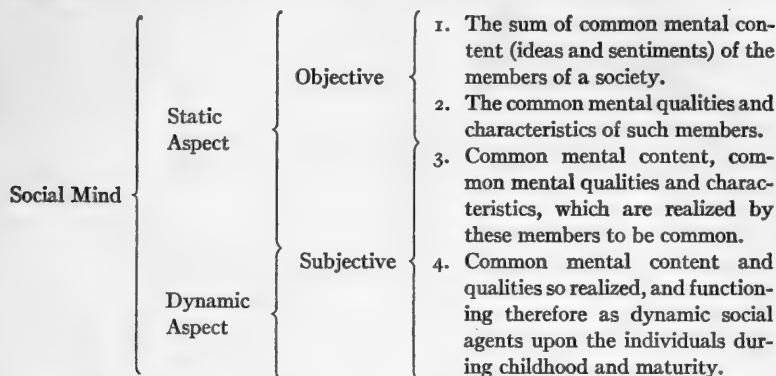 Social Mind
Static
Aspect
Dynamic
Aspect
Objective
Subjective
1. The sum of common mental con-
tent (ideas and sentiments) of the
members of a society.
2. The common mental qualities and
characteristics of such members.
3. Common mental content, com-
mon mental qualities and charac-
teristics, which are realized by
these members to be common.
4. Common mental content and
qualities so realized, and function-
ing therefore as dynamic social
agents upon the individuals dur-
ing childhood and maturity.